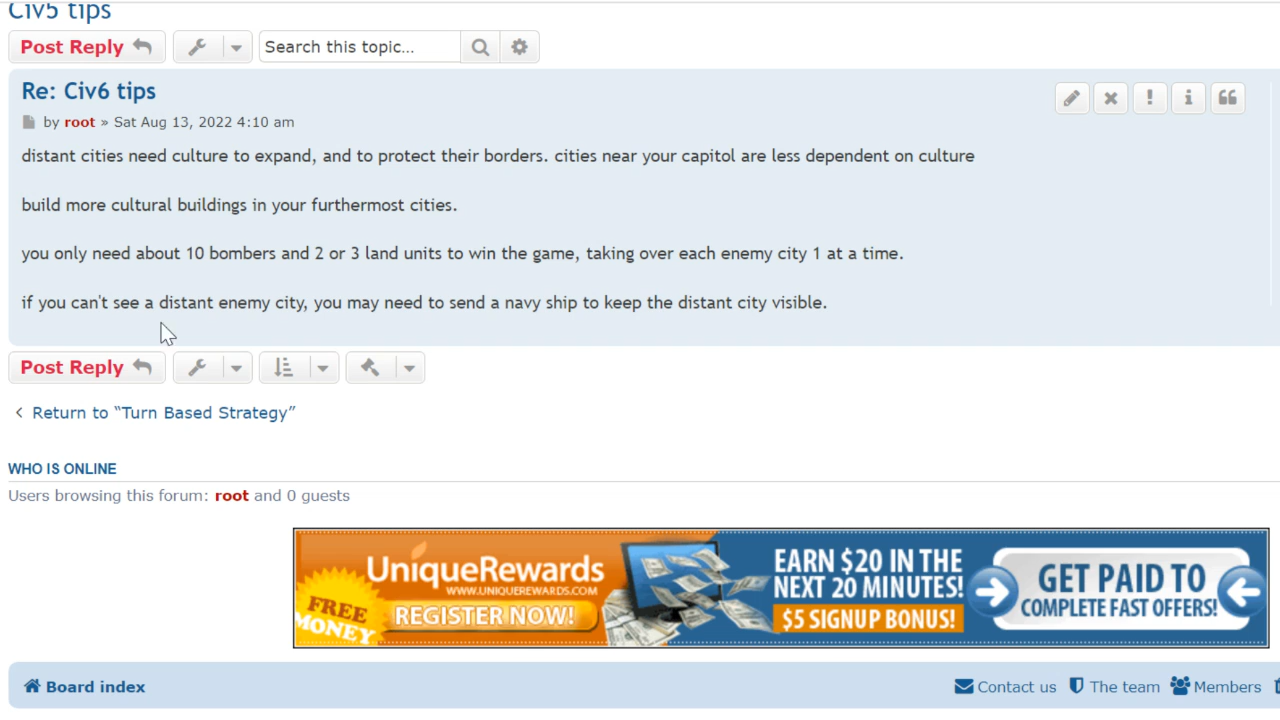 Civ5 tips
Post Reply
Search this topic...
Re: Civ6 tips
by root » Sat Aug 13, 2022 4:10 am
distant cities need culture to expand, and to protect their borders. cities near your capitol are less dependent on culture
build more cultural buildings in your furthermost cities.
you only need about 10 bombers and 2 or 3 land units to win the game, taking over each enemy city 1 at a time.
if you can't see a distant enemy city, you may need to send a navy ship to keep the distant city visible.
Post Reply
Return to “Turn Based Strategy”
WHO IS ONLINE
Users browsing this forum: root and 0 guests
FREE MONEY
UniqueRewards
WWW.UNIQUEREWARDS.COM
REGISTER NOW!
EARN $20 IN THE
NEXT 20 MINUTES!
$5 SIGNUP BONUS!
GET PAID TO
COMPLETE FAST OFFERS!
Board index
Contact us
The team
Members